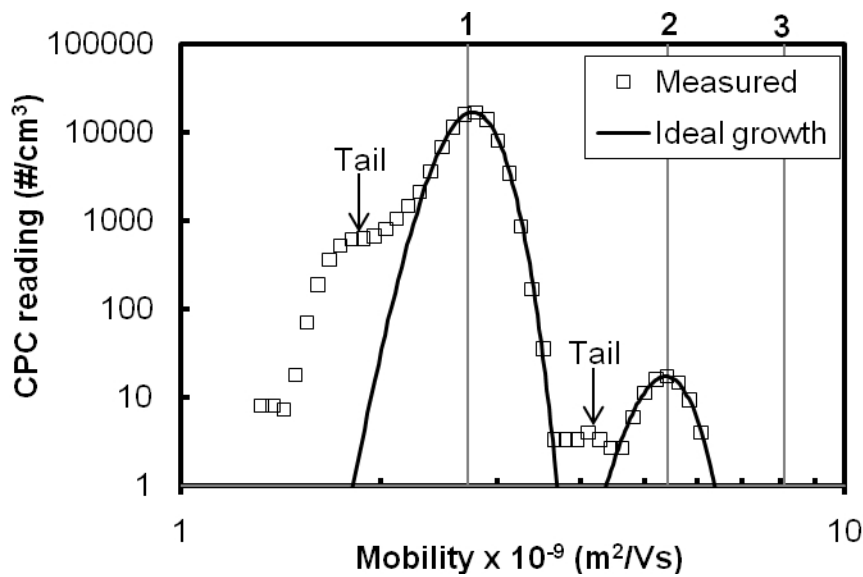 1 2 3
100000
Measured
Ideal growth
10000
Tail
1000
100
Tail
10
1
CPC reading (#/cm³)
1 10
Mobility x 10⁻⁹ (m²/Vs)